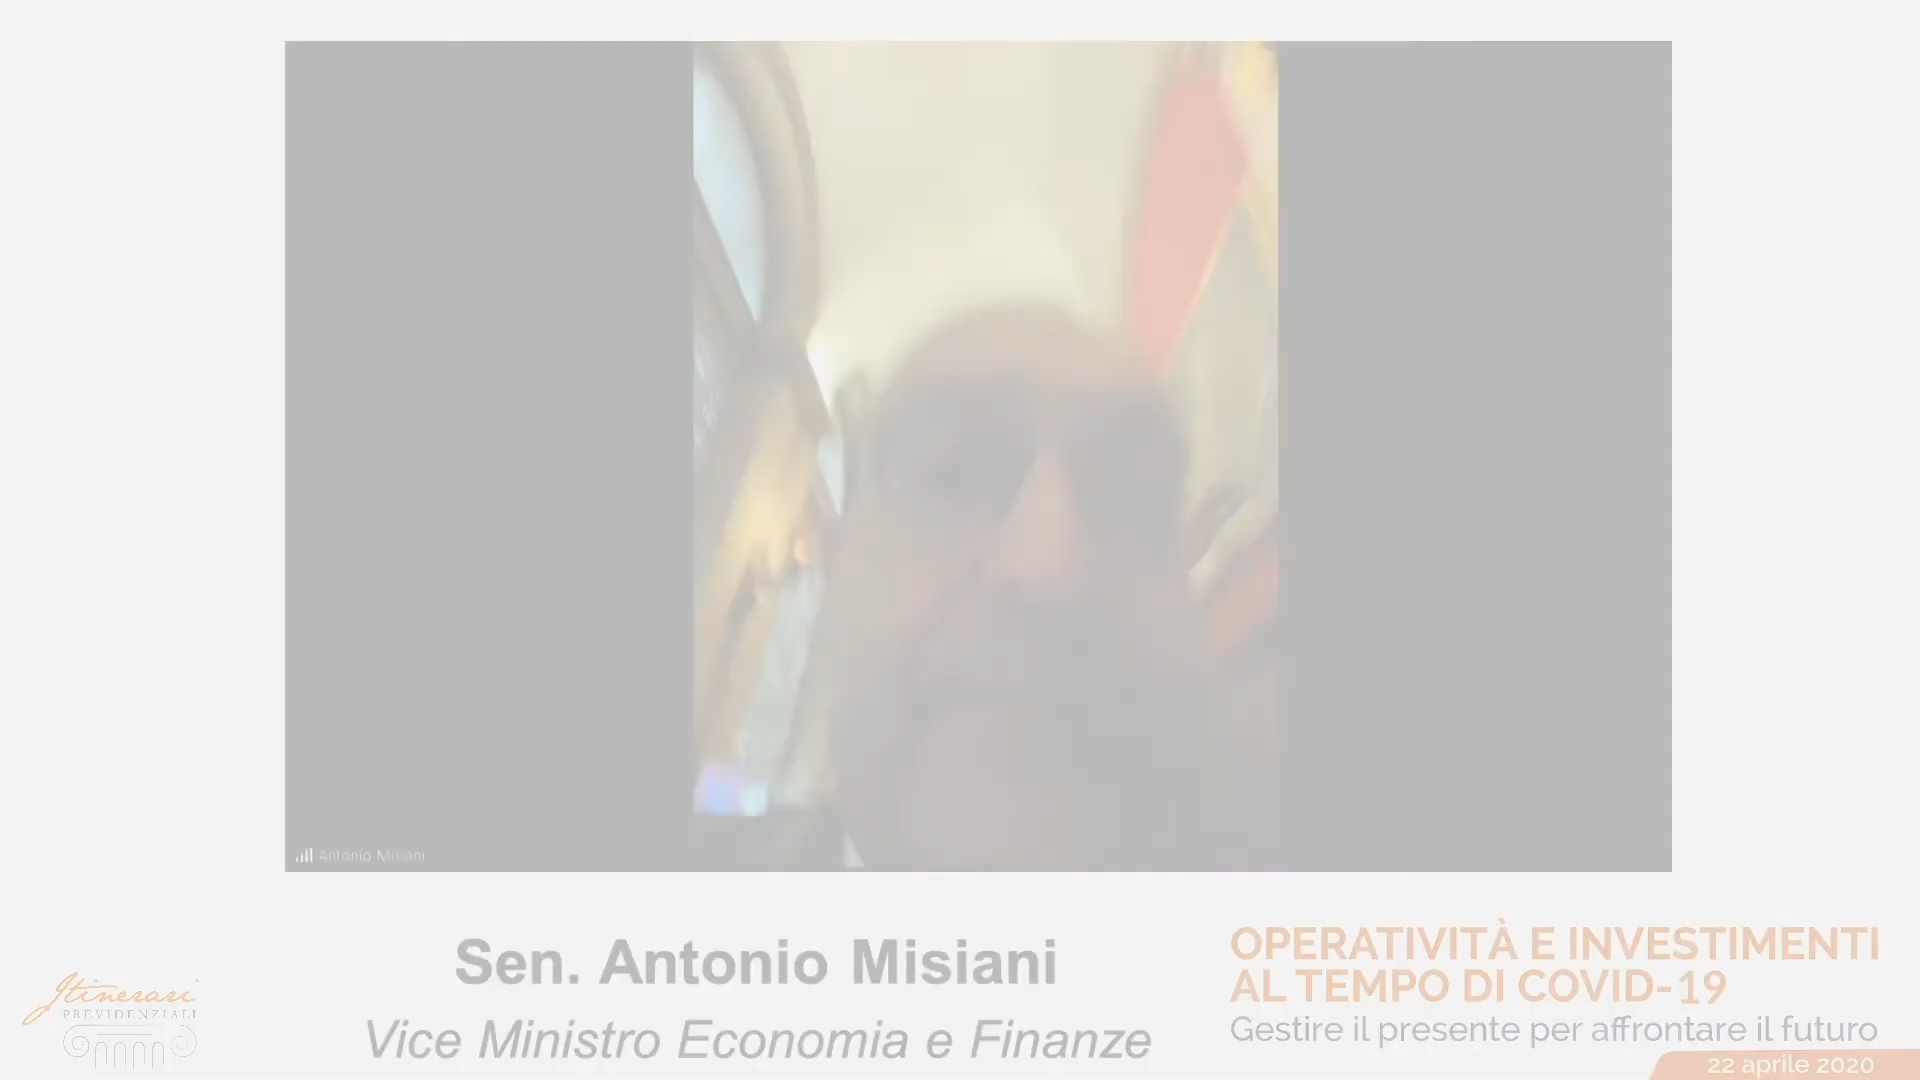 Antonio Misiani
Sen. Antonio Misiani
Vice Ministro Economia e Finanze
Itinerari
PREVIDENZIALI
OPERATIVITÀ E INVESTIMENTI
AL TEMPO DI COVID-19
Gestire il presente per affrontare il futuro
22 aprile 2020